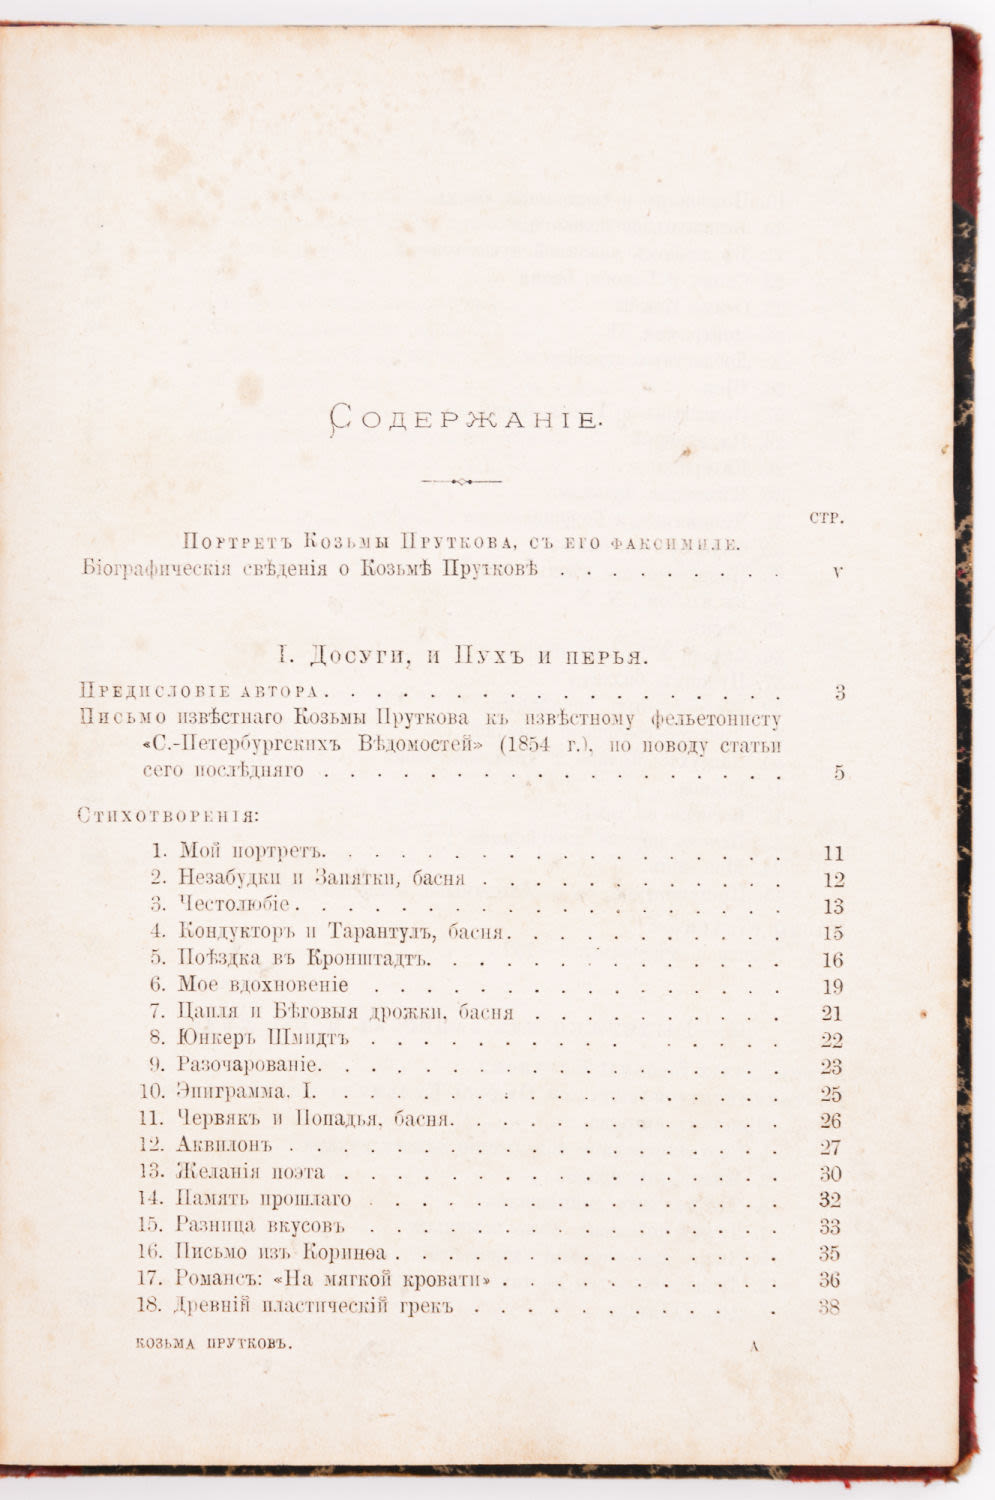 Содержаніе.
стр.
Портретъ Козьмы Пруткова, съ его факсимиле.
Біографическія свѣденія о Козьмѣ Прутковѣ . . . . . . . . . v
I. Досуги, и Пухъ и перья.
Предисловіе автора. . . . . . . . . . . . . . . . . . 3
Письмо извѣстнаго Козьмы Пруткова къ извѣстному фельетонисту
«С.-Петербургскихъ Вѣдомостей» (1854 г.), по поводу статьи
сего послѣдняго . . . . . . . . . . . . . . . . . . 5
Стихотворенія:
1. Мой портретъ. . . . . . . . . . . . . . . . . . 11
2. Незабудки и Запятки, басня . . . . . . . . . . . . 12
3. Честолюбіе . . . . . . . . . . . . . . . . . . . 13
4. Кондукторъ и Тарантулъ, басня. . . . . . . . . . . 15
5. Поѣздка въ Кронштадтъ. . . . . . . . . . . . . . 16
6. Мое вдохновеніе . . . . . . . . . . . . . . . . 19
7. Цапля и Бѣговыя дрожки, басня . . . . . . . . . . 21
8. Юнкеръ Шмидтъ . . . . . . . . . . . . . . . 22
9. Разочарованіе. . . . . . . . . . . . . . . . . . 23
10. Эпиграмма. I. . . . . . . . . . . . . . . . . . 25
11. Червякъ и Попадья, басня. . . . . . . . . . . . . 26
12. Аквилонъ . . . . . . . . . . . . . . . . . . . 27
13. Желанія поэта . . . . . . . . . . . . . . . . . 30
14. Память прошлаго . . . . . . . . . . . . . . . . 32
15. Разница вкусовъ . . . . . . . . . . . . . . . . 33
16. Письмо изъ Коринѳа . . . . . . . . . . . . . . . 35
17. Романсъ: «На мягкой кровати» . . . . . . . . . . . 36
18. Древній пластическій грекъ . . . . . . . . . . . 38
козьма прутковъ. А